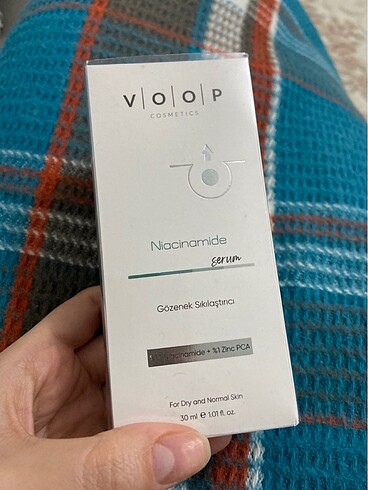 V|O|O|P
COSMETICS
Niacinamide
serum
Gözenek Sıkılaştırıcı
Niacinamide + %1 Zinc PCA
For Dry and Normal Skin
30 ml ℮ 1.01 fl. oz.